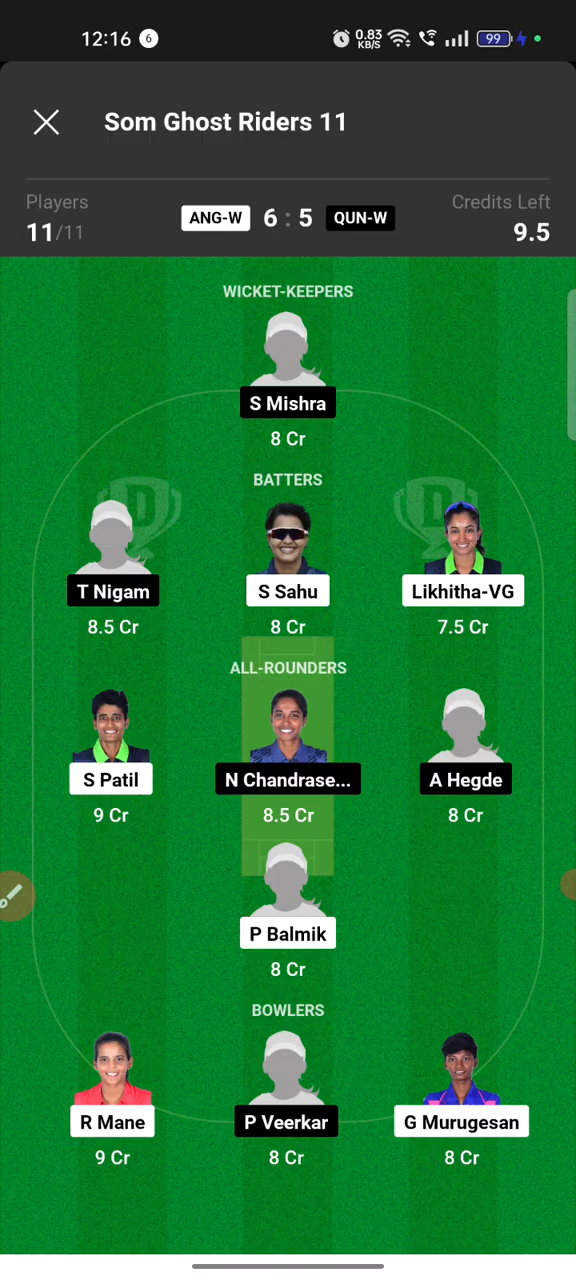 12:16 6 0.83 KB/S 99
Som Ghost Riders 11
Players Credits Left
11/11 ANG-W 6 : 5 QUN-W 9.5
WICKET-KEEPERS
S Mishra
8 Cr
BATTERS
T Nigam S Sahu Likhitha-VG
8.5 Cr 8 Cr 7.5 Cr
ALL-ROUNDERS
S Patil N Chandrase... A Hegde
9 Cr 8.5 Cr 8 Cr
P Balmik
8 Cr
BOWLERS
R Mane P Veerkar G Murugesan
9 Cr 8 Cr 8 Cr